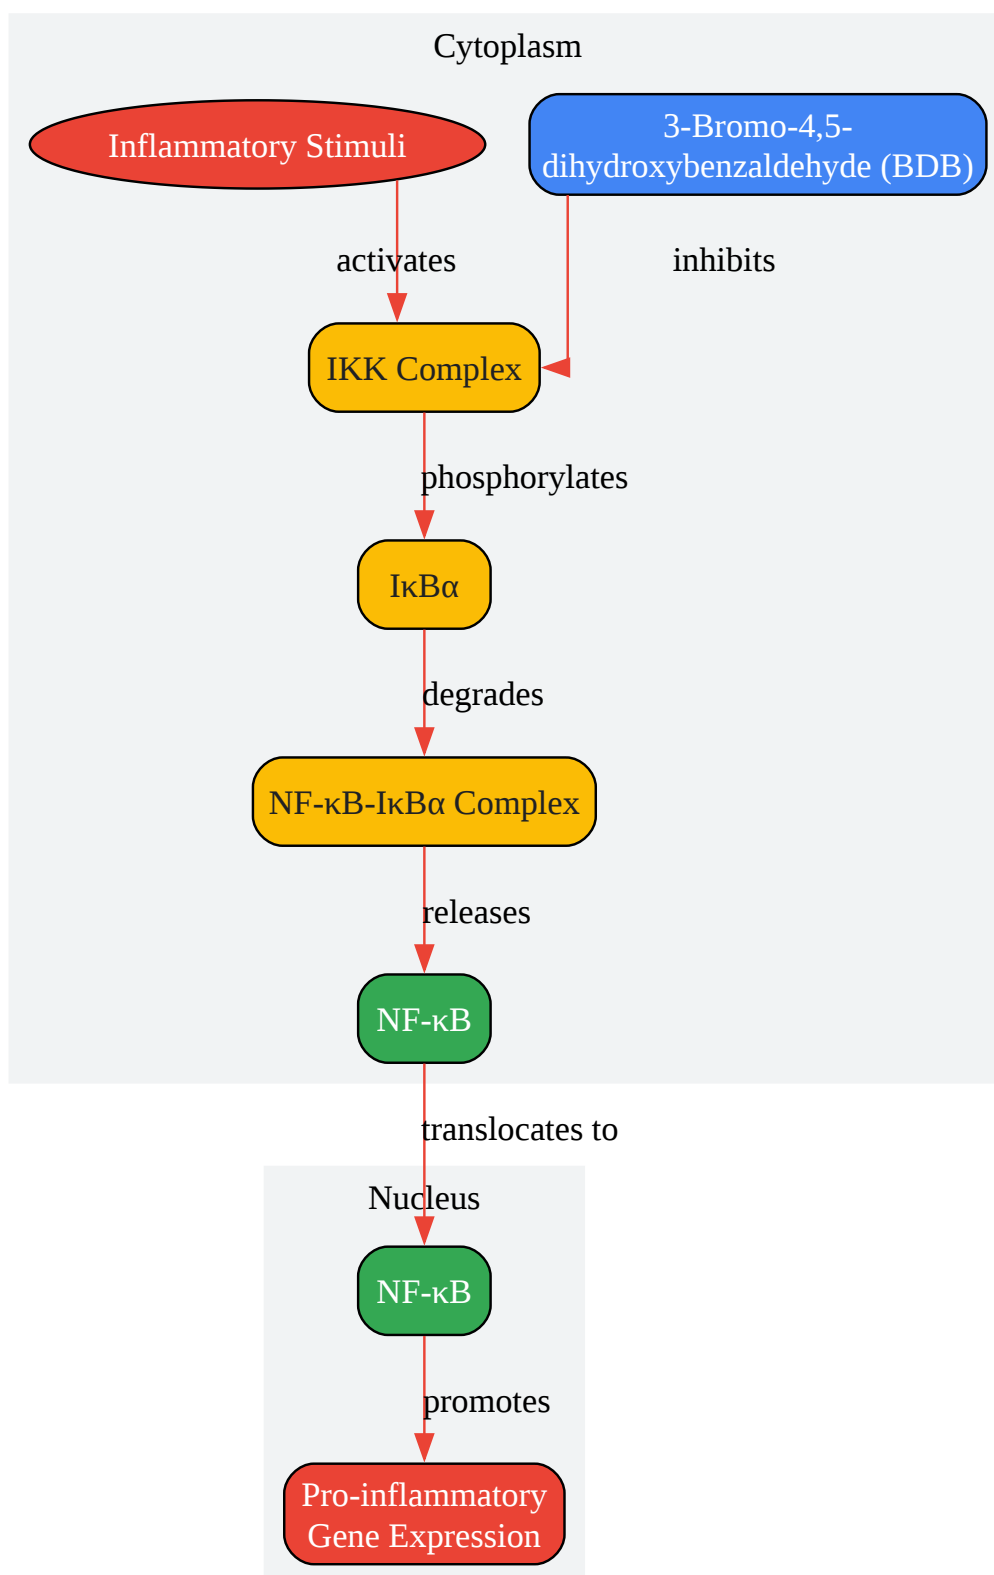 Cytoplasm
Inflammatory Stimuli
3-Bromo-4,5-
dihydroxybenzaldehyde (BDB)
activates
inhibits
IKK Complex
phosphorylates
IκBα
degrades
NF-κB-IκBα Complex
releases
NF-κB
translocates to
Nucleus
NF-κB
promotes
Pro-inflammatory
Gene Expression